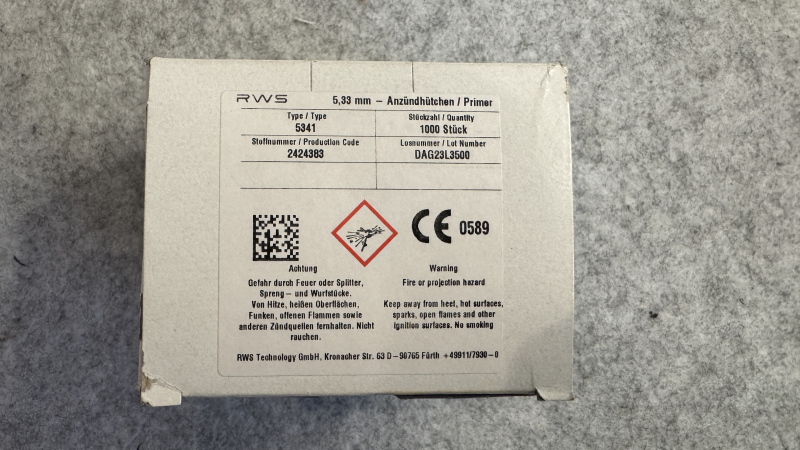 RWS 5,33 mm – Anzündhütchen / Primer
Type / Type
5341
Stückzahl / Quantity
1000 Stück
Stoffnummer / Production Code
2424383
Losnummer / Lot Number
DAG23L3500
CE 0589
Achtung
Gefahr durch Feuer oder Splitter,
Spreng – und Wurfstücke.
Von Hitze, heißen Oberflächen,
Funken, offenen Flammen sowie
anderen Zündquellen fernhalten. Nicht
rauchen.
Warning
Fire or projection hazard
Keep away from heet, hot surfaces,
sparks, open flames and other
ignition surfaces. No smoking
RWS Technology GmbH, Kronacher Str. 63 D–90765 Fürth +49911/7930–0